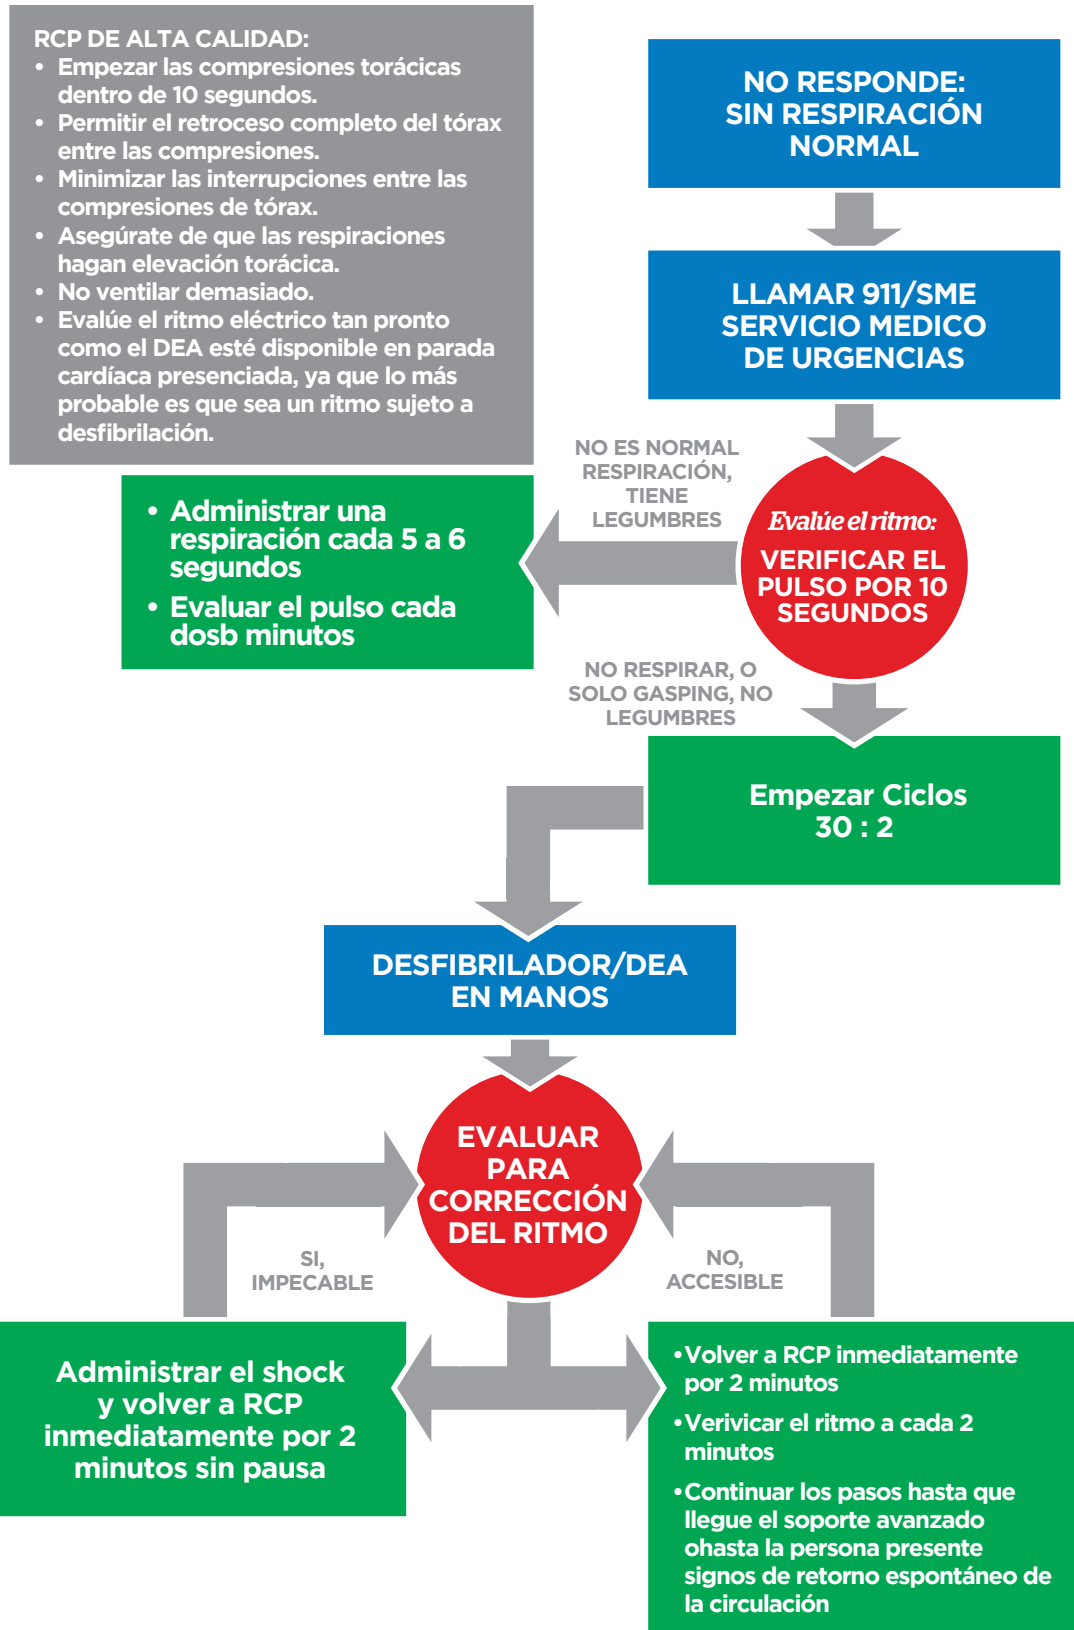 RCP DE ALTA CALIDAD:
• Empezar las compresiones torácicas
dentro de 10 segundos.
• Permitir el retroceso completo del tórax
entre las compresiones.
• Minimizar las interrupciones entre las
compresiones de tórax.
• Asegúrate de que las respiraciones
hagan elevación torácica.
• No ventilar demasiado.
• Evalúe el ritmo eléctrico tan pronto
como el DEA esté disponible en parada
cardíaca presenciada, ya que lo más
probable es que sea un ritmo sujeto a
desfibrilación.
NO RESPONDE:
SIN RESPIRACIÓN
NORMAL
LLAMAR 911/SME
SERVICIO MEDICO
DE URGENCIAS
NO ES NORMAL
RESPIRACIÓN,
TIENE
LEGUMBRES
Evalúe el ritmo:
VERIFICAR EL
PULSO POR 10
SEGUNDOS
• Administrar una
respiración cada 5 a 6
segundos
• Evaluar el pulso cada
dosb minutos
NO RESPIRAR, O
SOLO GASPING, NO
LEGUMBRES
Empezar Ciclos
30 : 2
DESFIBRILADOR/DEA
EN MANOS
EVALUAR
PARA
CORRECCIÓN
DEL RITMO
SI,
IMPECABLE
NO,
ACCESIBLE
Administrar el shock
y volver a RCP
inmediatamente por 2
minutos sin pausa
• Volver a RCP inmediatamente
por 2 minutos
• Verivicar el ritmo a cada 2
minutos
• Continuar los pasos hasta que
llegue el soporte avanzado
ohasta la persona presente
signos de retorno espontáneo de
la circulación